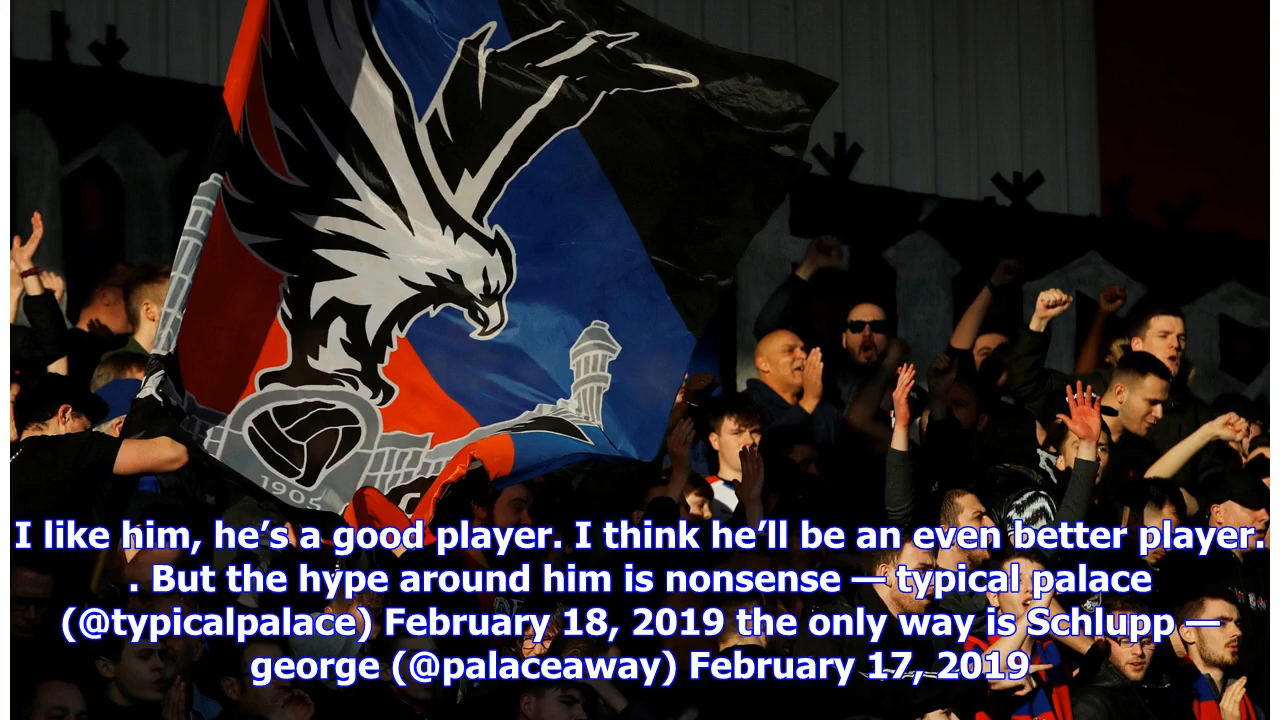 1905
I like him, he’s a good player. I think he’ll be an even better player.
. But the hype around him is nonsense — typical palace
(@typicalpalace) February 18, 2019 the only way is Schlupp —
george (@palaceaway) February 17, 2019